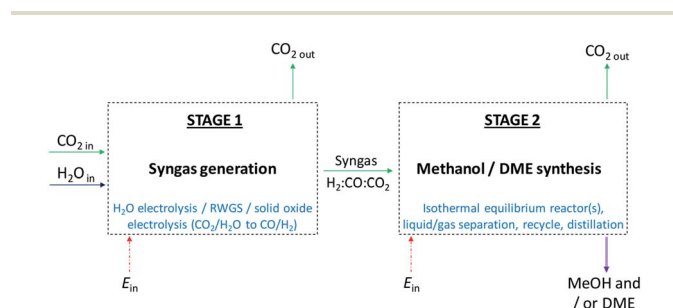 CO2 out
CO2 out
STAGE 1
STAGE 2
CO2 in
Syngas generation
Syngas
Methanol / DME synthesis
H2O in
H2:CO:CO2
H2O electrolysis / RWGS / solid oxide
electrolysis (CO2/H2O to CO/H2)
Isothermal equilibrium reactor(s),
liquid/gas separation, recycle, distillation
Ein
Ein
MeOH and
/ or DME